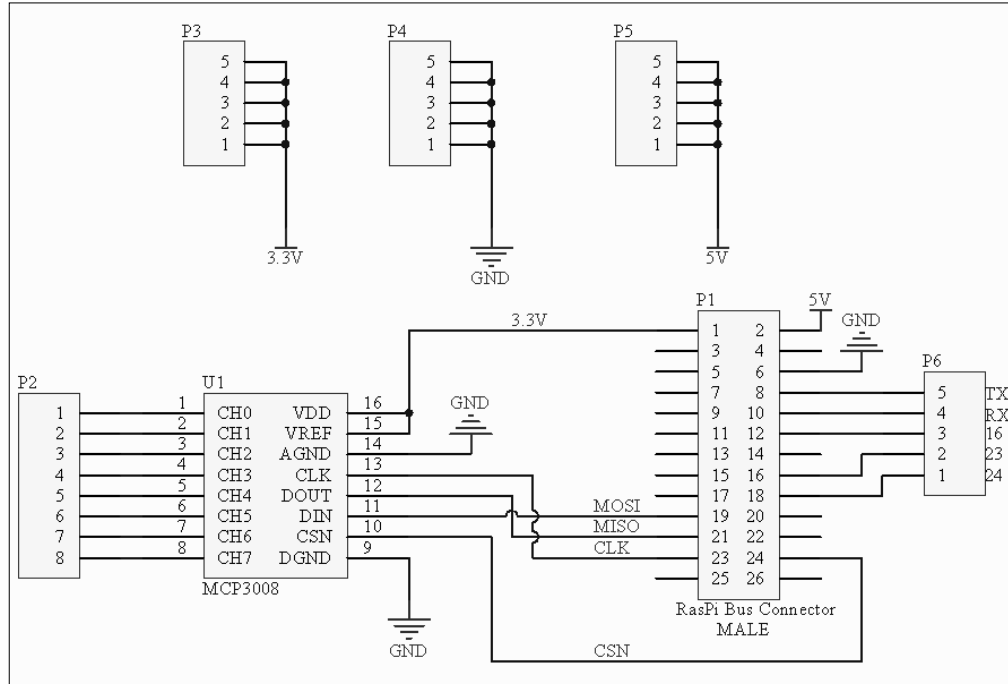 P3
5
4
3
2
1
3.3V
P4
5
4
3
2
1
GND
P5
5
4
3
2
1
5V
P2
1
2
3
4
5
6
7
8
U1
1 CH0 VDD 16
2 CH1 VREF 15
3 CH2 AGND 14
4 CH3 CLK 13
5 CH4 DOUT 12
6 CH5 DIN 11
7 CH6 CSN 10
8 CH7 DGND 9
MCP3008
3.3V
GND
GND
MOSI
MISO
CLK
CSN
P1
1 2
3 4
5 6
7 8
9 10
11 12
13 14
15 16
17 18
19 20
21 22
23 24
25 26
RasPi Bus Connector
MALE
5V
GND
P6
5 TX
4 RX
3 16
2 23
1 24